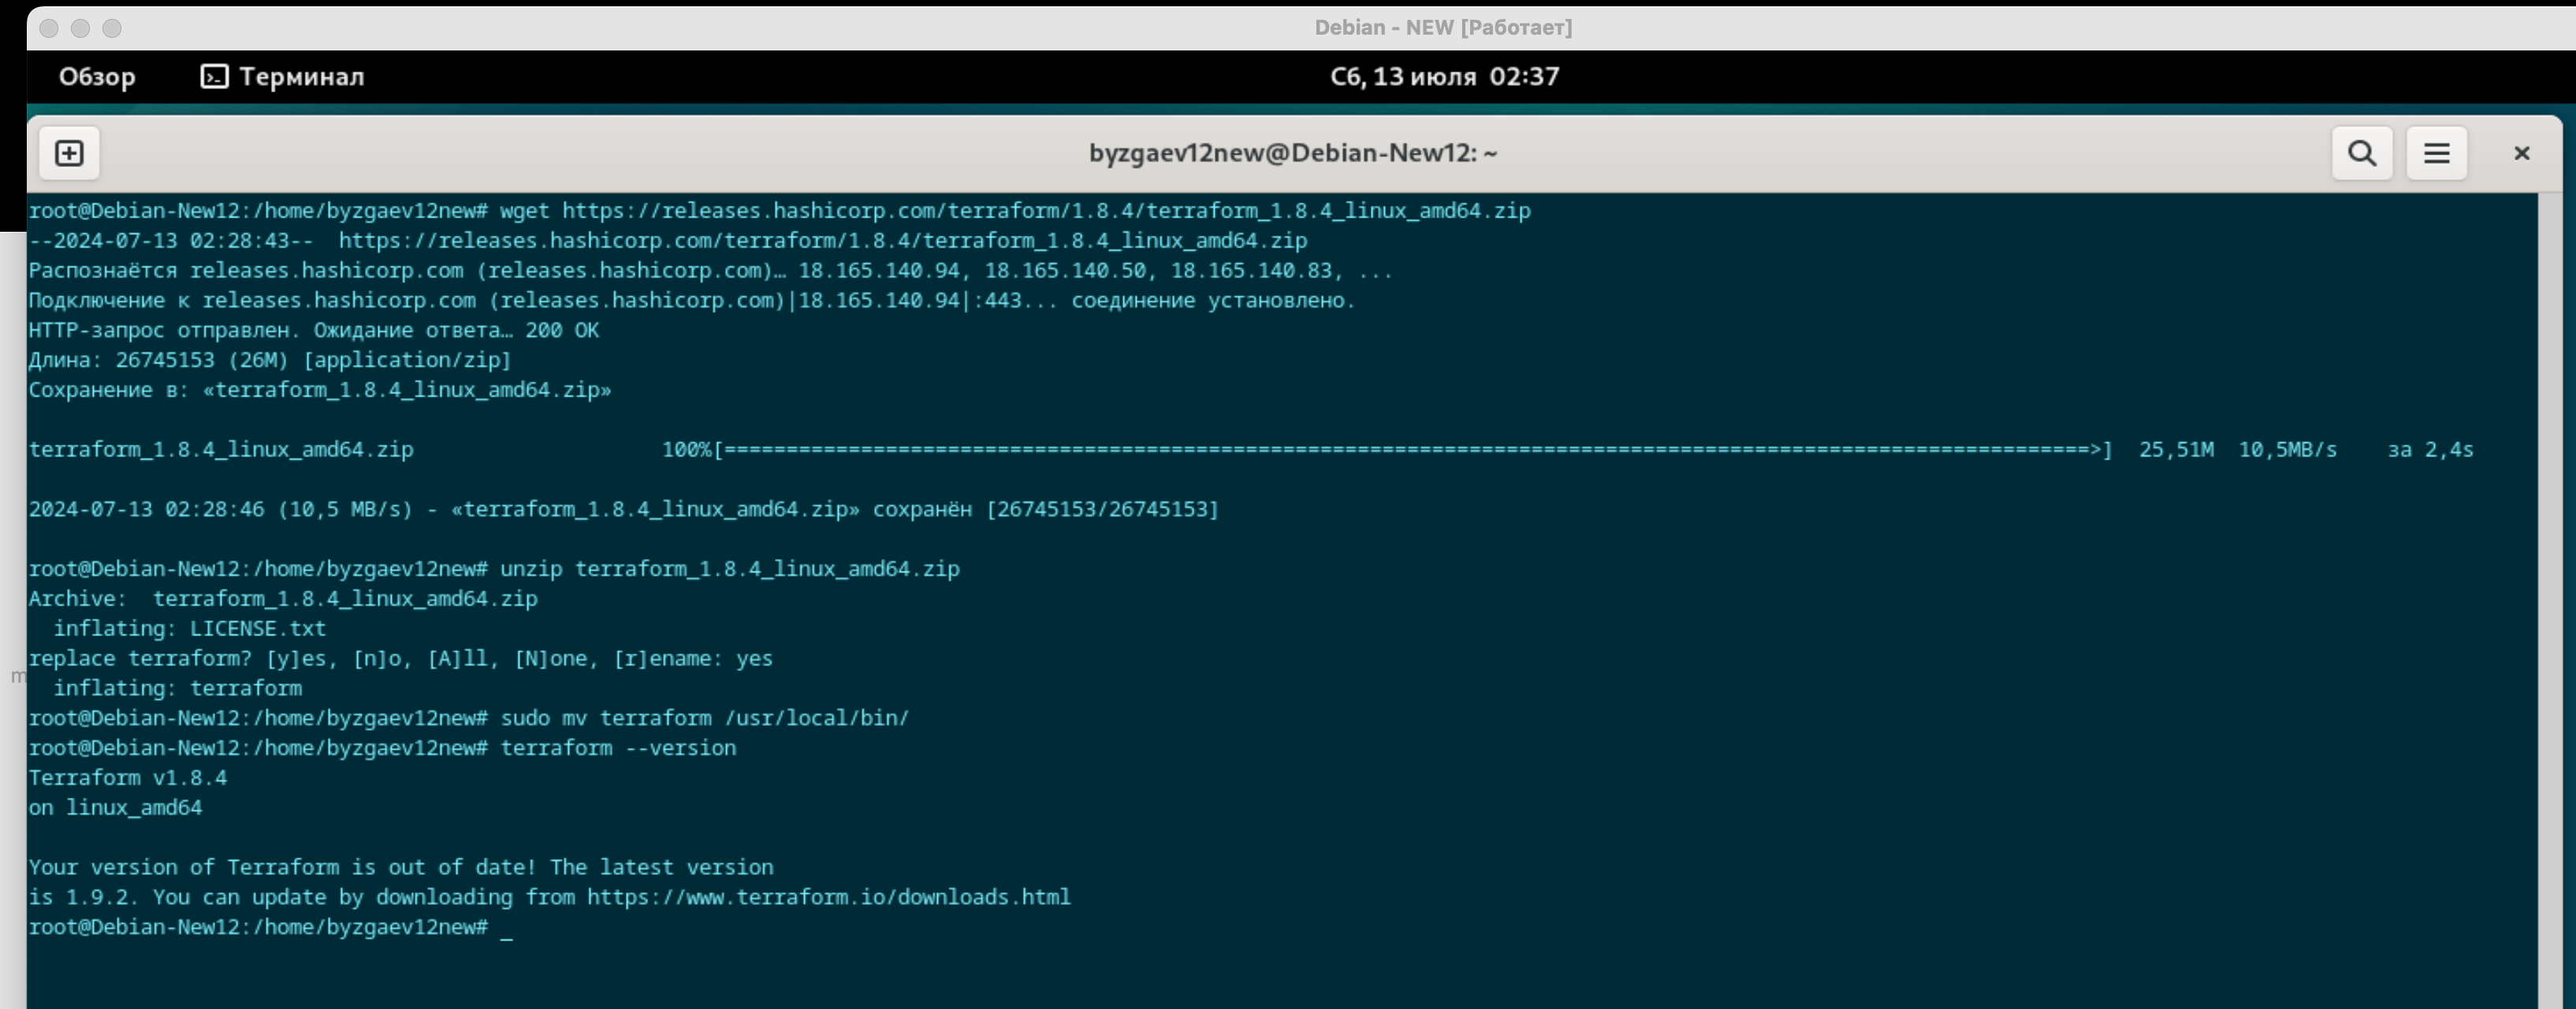 Debian - NEW [Работает]
Обзор Терминал Сб, 13 июля 02:37
byzgaev12new@Debian-New12: ~
root@Debian-New12:/home/byzgaev12new# wget https://releases.hashicorp.com/terraform/1.8.4/terraform_1.8.4_linux_amd64.zip
--2024-07-13 02:28:43--  https://releases.hashicorp.com/terraform/1.8.4/terraform_1.8.4_linux_amd64.zip
Распознаётся releases.hashicorp.com (releases.hashicorp.com)… 18.165.140.94, 18.165.140.50, 18.165.140.83, ...
Подключение к releases.hashicorp.com (releases.hashicorp.com)|18.165.140.94|:443... соединение установлено.
HTTP-запрос отправлен. Ожидание ответа… 200 OK
Длина: 26745153 (26M) [application/zip]
Сохранение в: «terraform_1.8.4_linux_amd64.zip»
terraform_1.8.4_linux_amd64.zip 100%[==============================================================================================================>] 25,51M 10,5MB/s за 2,4s
2024-07-13 02:28:46 (10,5 MB/s) - «terraform_1.8.4_linux_amd64.zip» сохранён [26745153/26745153]
root@Debian-New12:/home/byzgaev12new# unzip terraform_1.8.4_linux_amd64.zip
Archive:  terraform_1.8.4_linux_amd64.zip
  inflating: LICENSE.txt
replace terraform? [y]es, [n]o, [A]ll, [N]one, [r]ename: yes
  inflating: terraform
root@Debian-New12:/home/byzgaev12new# sudo mv terraform /usr/local/bin/
root@Debian-New12:/home/byzgaev12new# terraform --version
Terraform v1.8.4
on linux_amd64
Your version of Terraform is out of date! The latest version
is 1.9.2. You can update by downloading from https://www.terraform.io/downloads.html
root@Debian-New12:/home/byzgaev12new# _